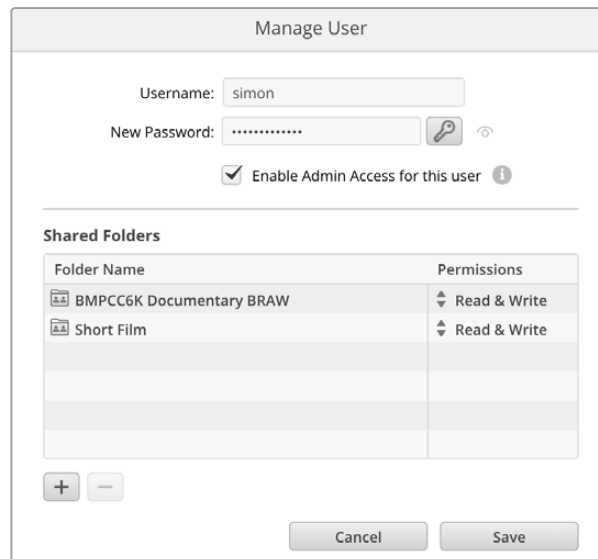 Manage User
Username: simon
New Password: •••••••••••••
Enable Admin Access for this user
Shared Folders
Folder Name Permissions
BMPCC6K Documentary BRAW Read & Write
Short Film Read & Write
Cancel Save